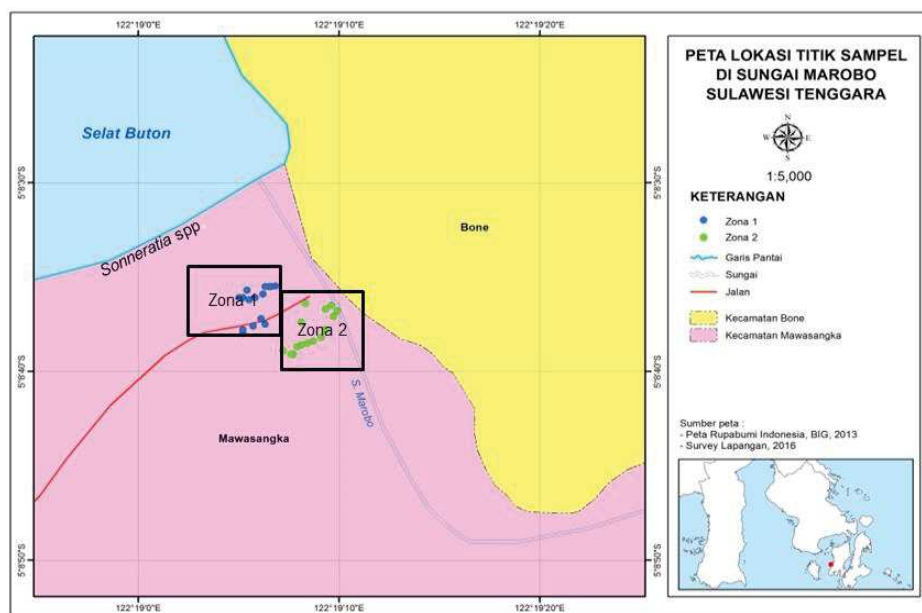 122°19'0"E
122°19'10"E
122°19'20"E
Selat Buton
5°8'30"S
5°8'30"S
Bone
Sonneratia spp
Zona 1
Zona 2
5°8'40"S
5°8'40"S
S. Marobo
Mawasangka
5°8'50"S
5°8'50"S
122°19'0"E
122°19'10"E
122°19'20"E
PETA LOKASI TITIK SAMPEL
DI SUNGAI MAROBO
SULAWESI TENGGARA
N
W
E
S
1:5,000
KETERANGAN
Zona 1
Zona 2
Garis Pantai
Sungai
Jalan
Kecamatan Bone
Kecamatan Mawasangka
Sumber peta :
- Peta Rupabumi Indonesia, BIG, 2013
- Survey Lapangan, 2016